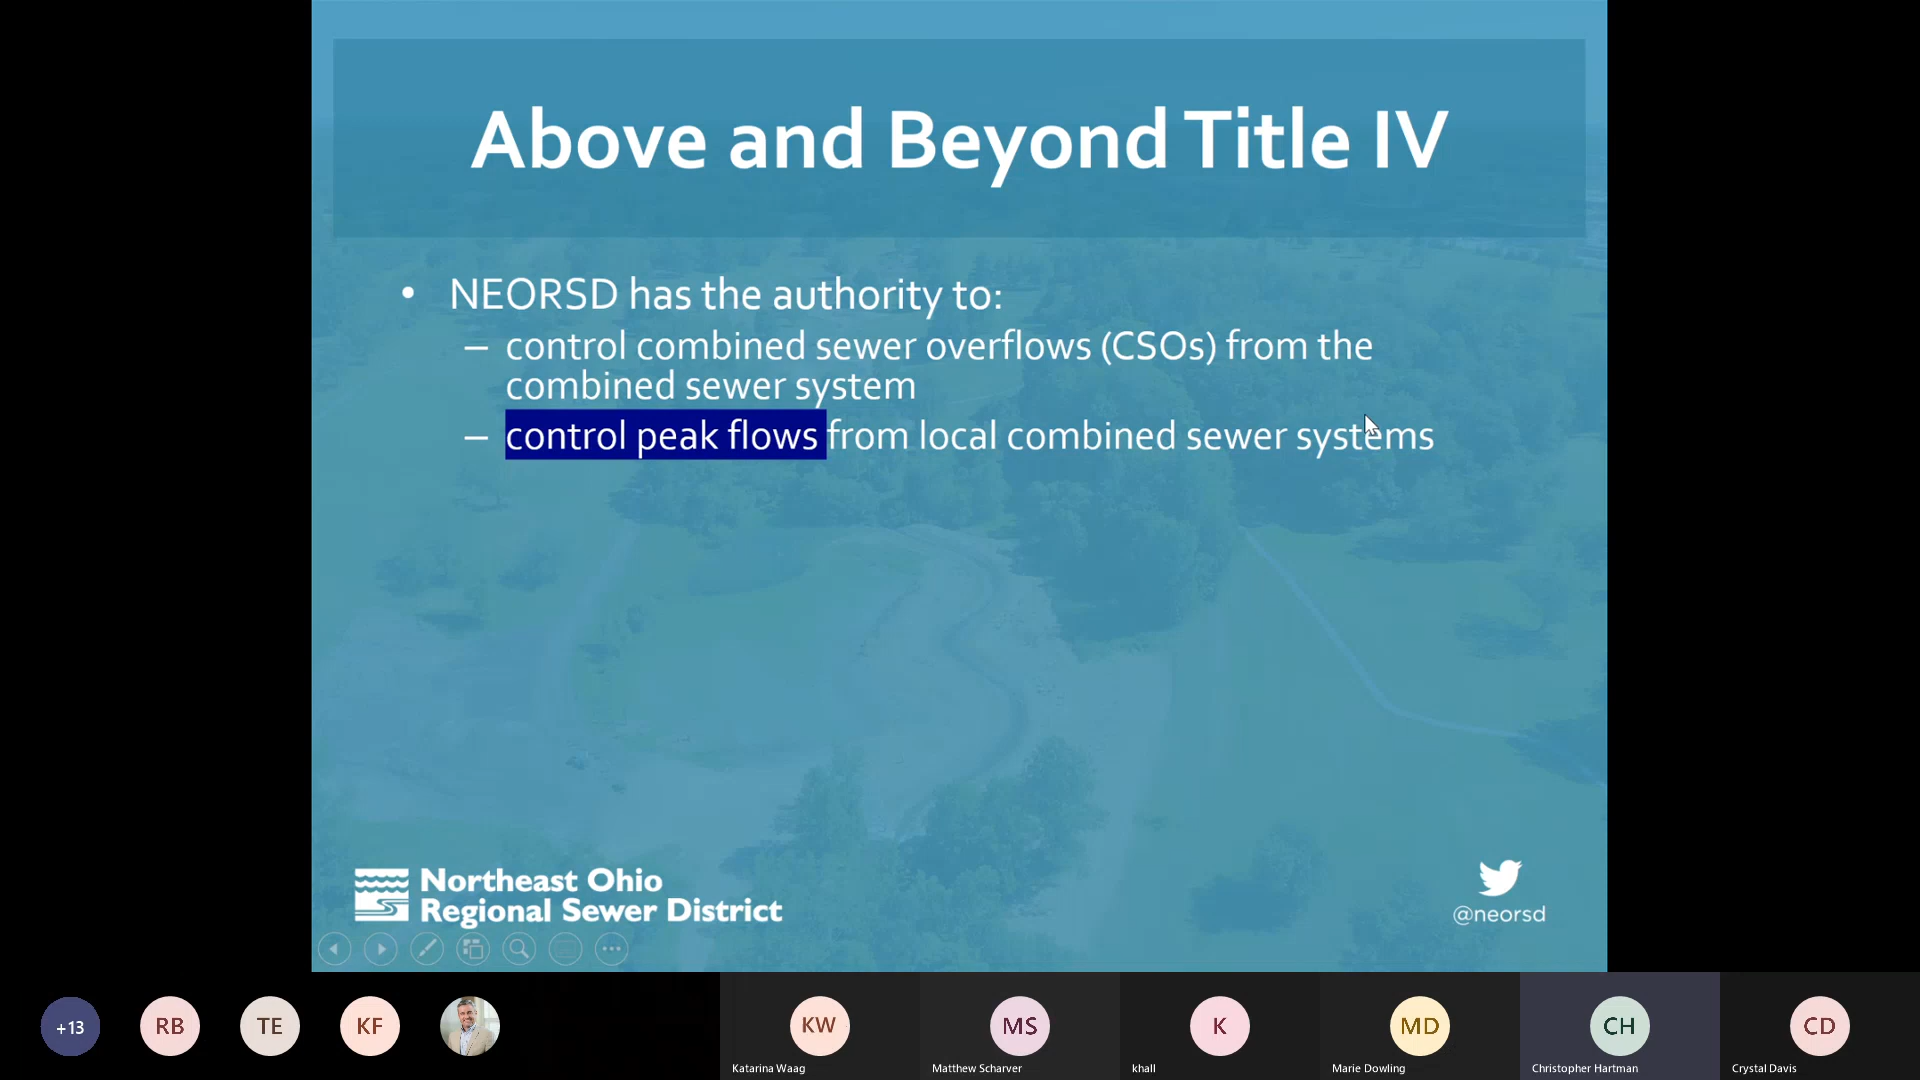 Above and Beyond Title IV
• NEORSD has the authority to:
– control combined sewer overflows (CSOs) from the
combined sewer system
– control peak flows from local combined sewer systems
Northeast Ohio
Regional Sewer District
@neorsd
+13
RB
TE
KF
KW
MS
K
MD
CH
CD
Katarina Waag
Matthew Scharver
khall
Marie Dowling
Christopher Hartman
Crystal Davis